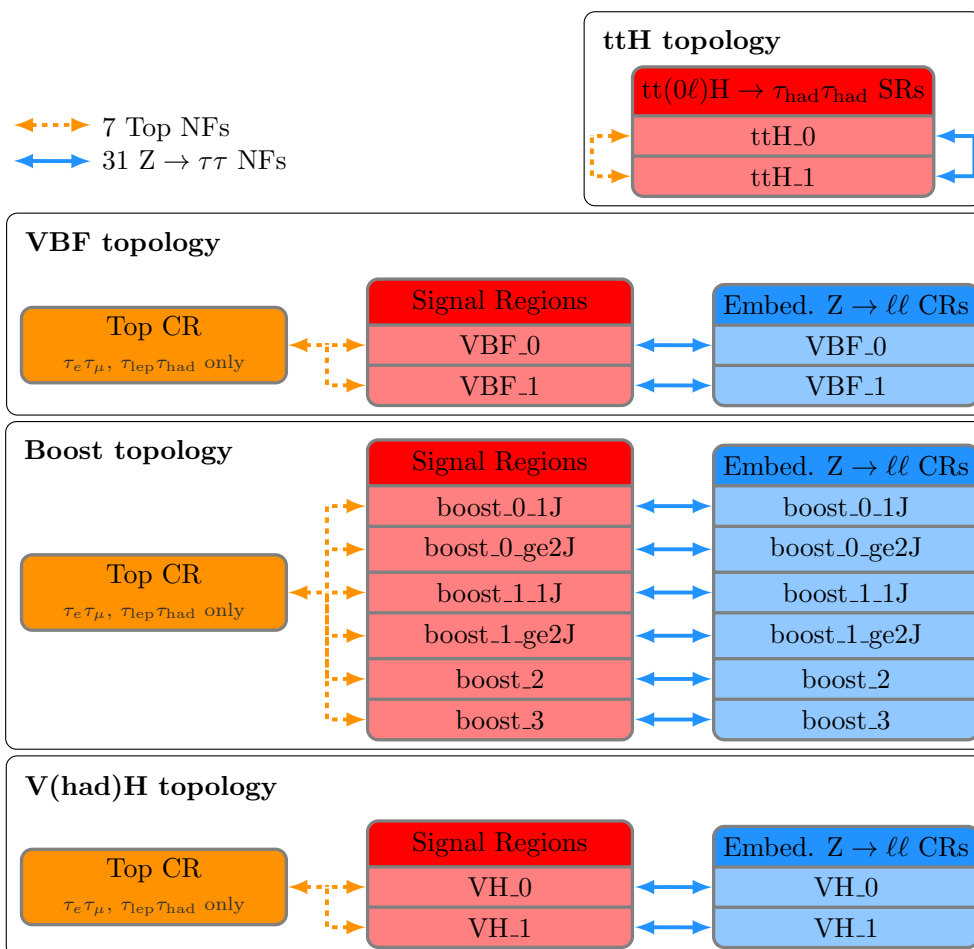 ttH topology
tt(0ℓ)H → τhadτhad SRs
ttH_0
ttH_1
7 Top NFs
31 Z → ττ NFs
VBF topology
Top CR
τeτμ, τlepτhad only
Signal Regions
VBF_0
VBF_1
Embed. Z → ℓℓ CRs
VBF_0
VBF_1
Boost topology
Top CR
τeτμ, τlepτhad only
Signal Regions
boost_0_1J
boost_0_ge2J
boost_1_1J
boost_1_ge2J
boost_2
boost_3
Embed. Z → ℓℓ CRs
boost_0_1J
boost_0_ge2J
boost_1_1J
boost_1_ge2J
boost_2
boost_3
V(had)H topology
Top CR
τeτμ, τlepτhad only
Signal Regions
VH_0
VH_1
Embed. Z → ℓℓ CRs
VH_0
VH_1